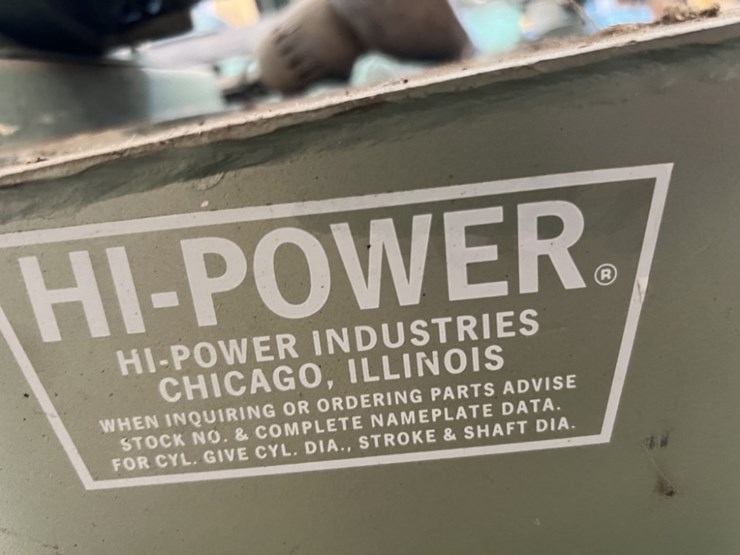 HI-POWER®
HI-POWER INDUSTRIES
CHICAGO, ILLINOIS
WHEN INQUIRING OR ORDERING PARTS ADVISE
STOCK NO. & COMPLETE NAMEPLATE DATA.
FOR CYL. GIVE CYL. DIA., STROKE & SHAFT DIA.